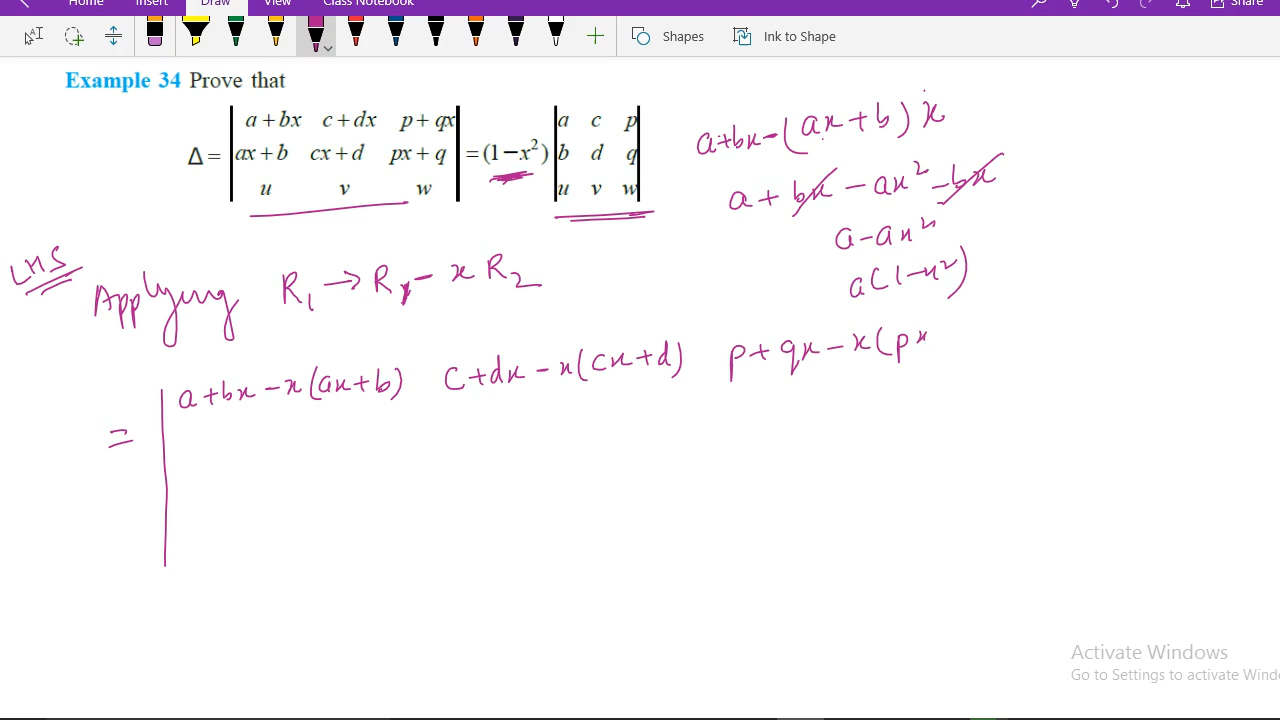 Home Insert Draw View Class Notebook Share
Shapes Ink to Shape
Example 34 Prove that
Δ = | a + bx c + dx p + qx | = (1 − x²) | a c p |
| ax + b cx + d px + q | | b d q |
| u v w | | u v w |
a+bx-(ax+b)x
a + bx - ax² - bx
a-ax²
a(1-x²)
LHS
Applying R₁ → R₁ - x R₂
= | a+bx-x(ax+b) c+dx-x(cx+d) p+qx-x(px
Activate Windows
Go to Settings to activate Wind